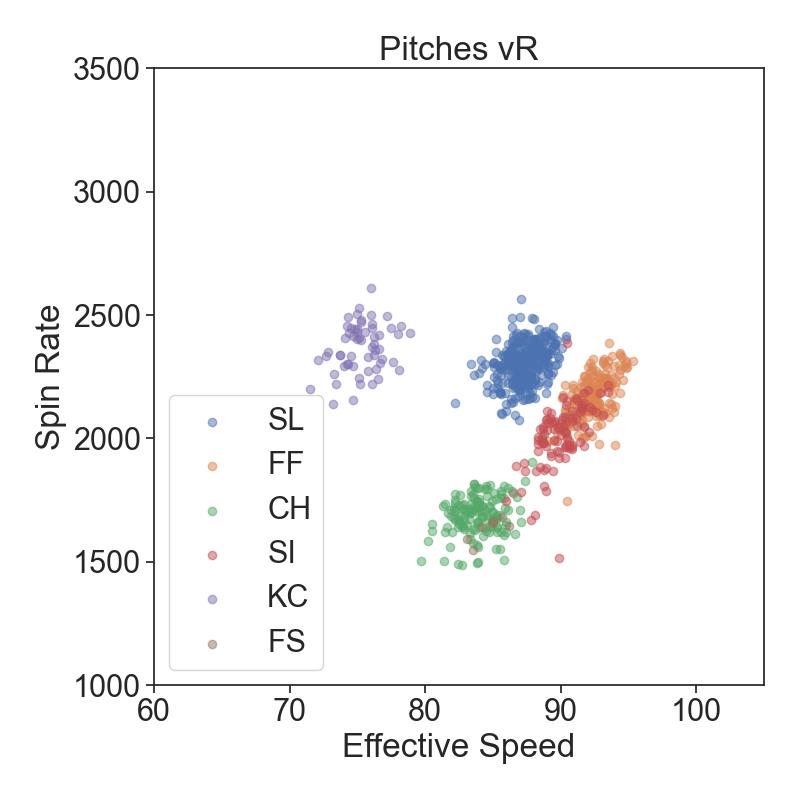 Pitches vR
3500
3000
2500
2000
1500
1000
Spin Rate
SL
FF
CH
SI
KC
FS
60 70 80 90 100
Effective Speed